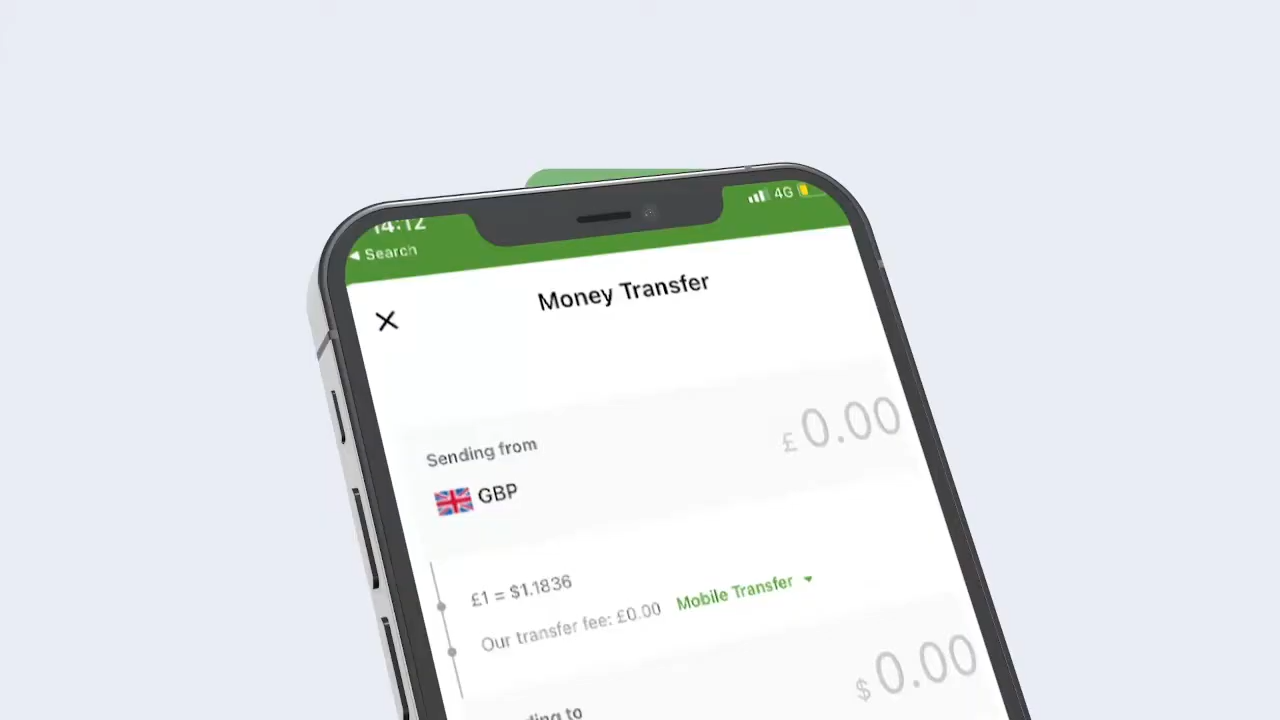 14:12
4G
◀ Search
Money Transfer
Sending from
£ 0.00
GBP
£1 = $1.1836
Our transfer fee: £0.00 Mobile Transfer
$ 0.00
to